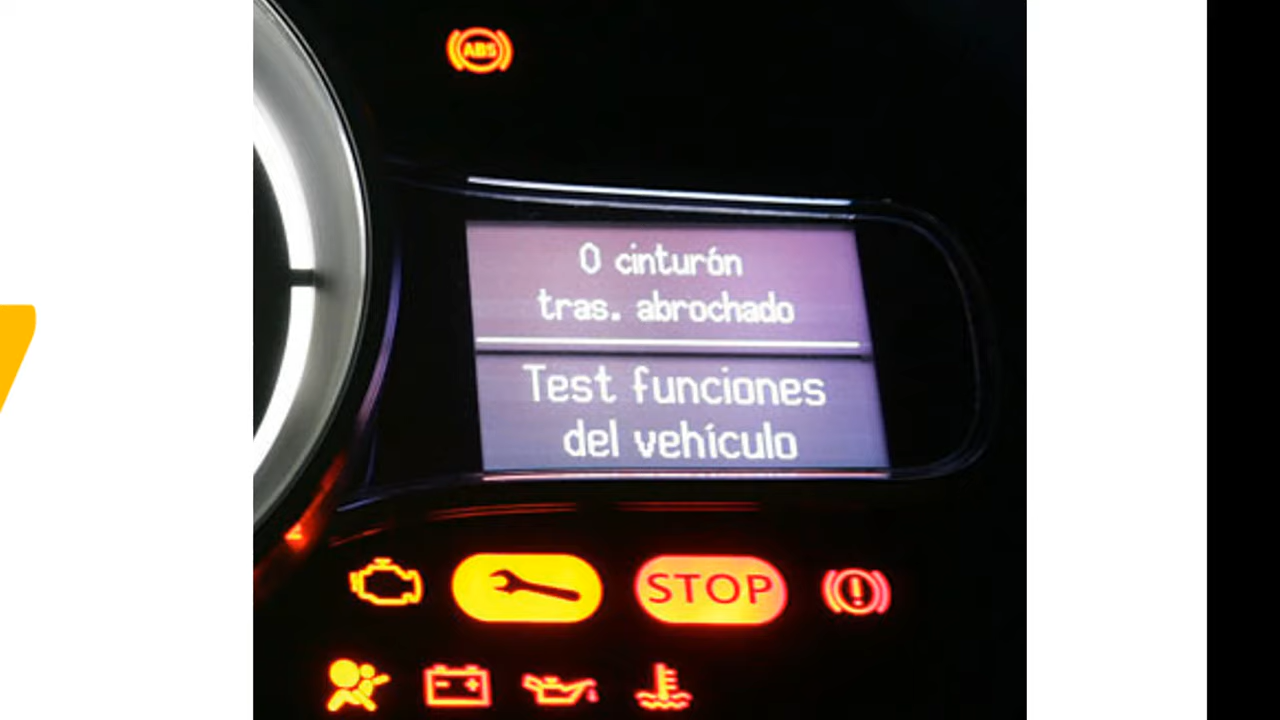 ABS
0 cinturón
tras. abrochado
Test funciones
del vehículo
STOP